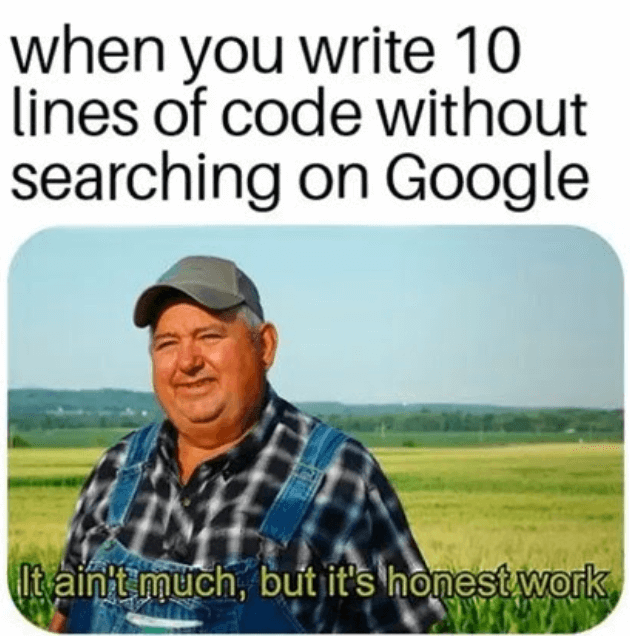 when you write 10
lines of code without
searching on Google
It ain't much, but it's honest work